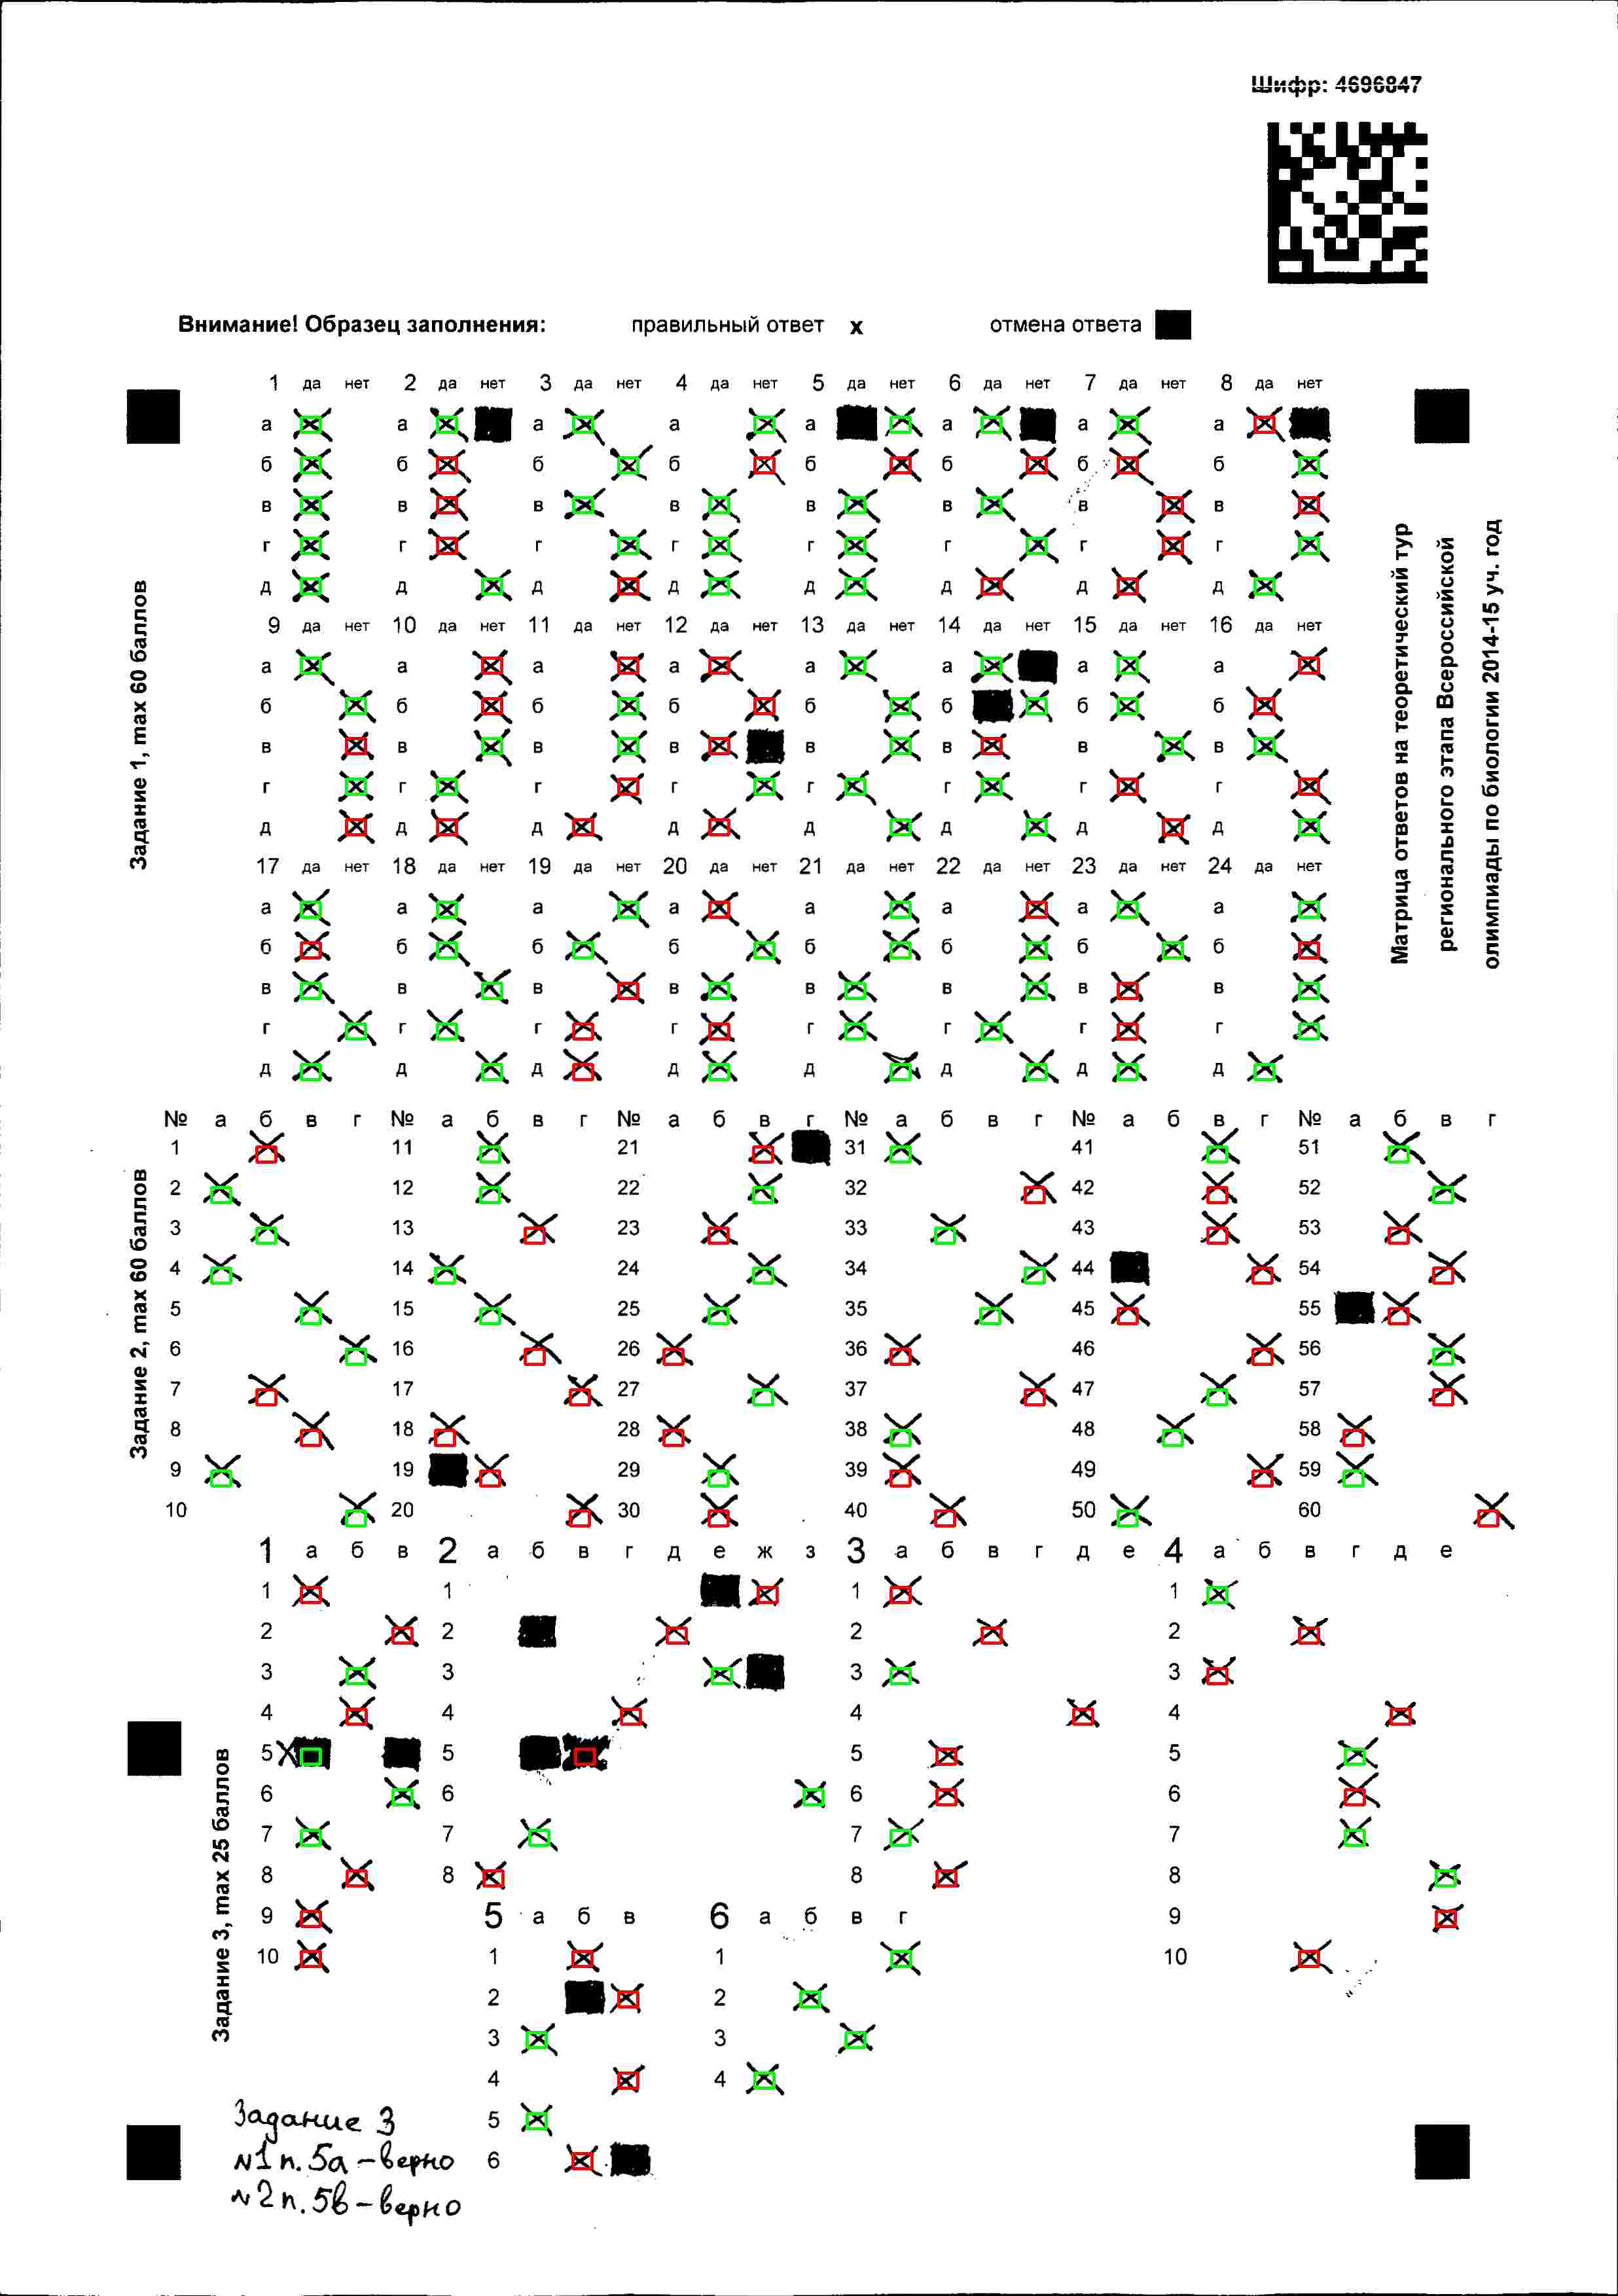 Шифр: 4696847
Внимание! Образец заполнения: правильный ответ х отмена ответа
1 да нет 2 да нет 3 да нет 4 да нет 5 да нет 6 да нет 7 да нет 8 да нет
а а а а а а а а
б б б б б б б б
в в в в в в в в
г г г г г г г г
д д д д д д д д
9 да нет 10 да нет 11 да нет 12 да нет 13 да нет 14 да нет 15 да нет 16 да нет
а а а а а а а а
б б б б б б б б
в в в в в в в в
г г г г г г г г
д д д д д д д д
17 да нет 18 да нет 19 да нет 20 да нет 21 да нет 22 да нет 23 да нет 24 да нет
а а а а а а а а
б б б б б б б б
в в в в в в в в
г г г г г г г г
д д д д д д д д
Задание 1, max 60 баллов
Матрица ответов на теоретический тур
регионального этапа Всероссийской
олимпиады по биологии 2014-15 уч. год
№ а б в г № а б в г № а б в г № а б в г № а б в г № а б в г
1 11 21 31 41 51
2 12 22 32 42 52
3 13 23 33 43 53
4 14 24 34 44 54
5 15 25 35 45 55
6 16 26 36 46 56
7 17 27 37 47 57
8 18 28 38 48 58
9 19 29 39 49 59
10 20 30 40 50 60
Задание 2, max 60 баллов
1 а б в 2 а б в г д е ж з 3 а б в г д е 4 а б в г д е
1 1 1 1
2 2 2 2
3 3 3 3
4 4 4 4
5 5 5 5
6 6 6 6
7 7 7 7
8 8 8 8
9 5 а б в 6 а б в г 9
10 1 1 10
2 2
3 3
4 4
5
6
Задание 3, max 25 баллов
Задание 3
№1 п. 5а – верно
№2 п. 5в – верно